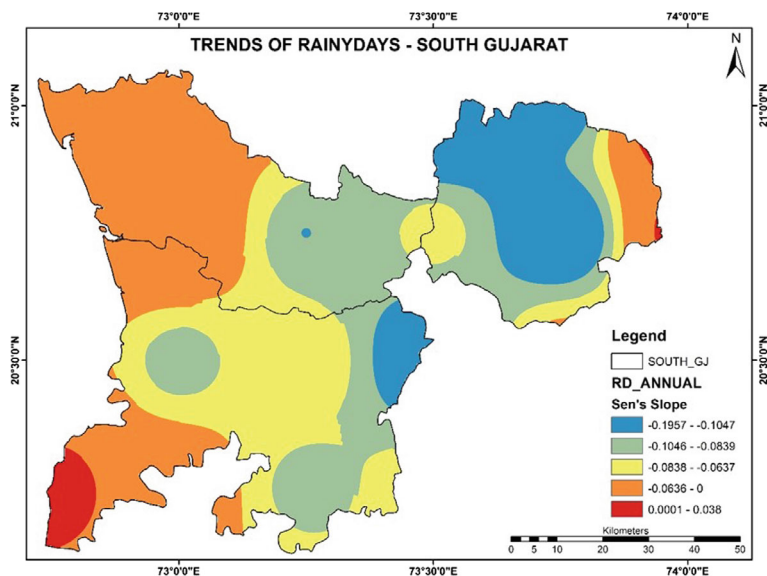 73°0'0"E
73°30'0"E
74°0'0"E
TRENDS OF RAINYDAYS - SOUTH GUJARAT
N
21°0'0"N
21°0'0"N
20°30'0"N
20°30'0"N
Legend
SOUTH_GJ
RD_ANNUAL
Sen's Slope
-0.1957 - -0.1047
-0.1046 - -0.0839
-0.0838 - -0.0637
-0.0636 - 0
0.0001 - 0.038
Kilometers
0 5 10 20 30 40 50
73°0'0"E
73°30'0"E
74°0'0"E